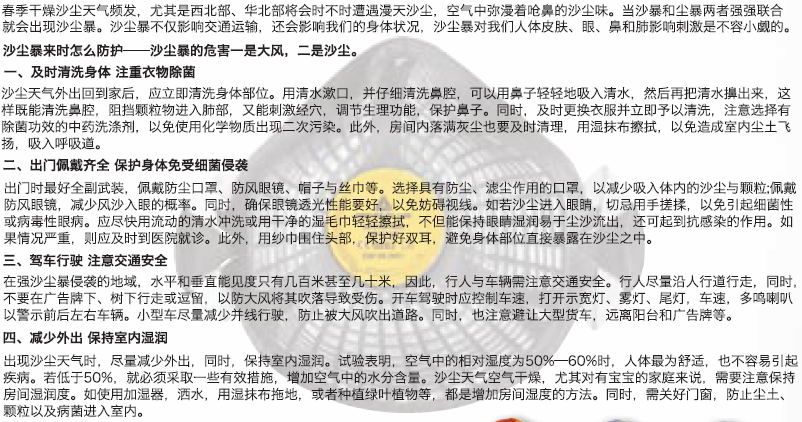 春季干燥沙尘天气频发，尤其是西北部、华北部将会时不时遭遇漫天沙尘，空气中弥漫着呛鼻的沙尘味。当沙暴和尘暴两者强强联合
就会出现沙尘暴。沙尘暴不仅影响交通运输，还会影响我们的身体状况，沙尘暴对我们人体皮肤、眼、鼻和肺影响刺激是不容小觑的。
沙尘暴来时怎么防护——沙尘暴的危害一是大风，二是沙尘。
一、及时清洗身体 注重衣物除菌
沙尘天气外出回到家后，应立即清洗身体部位。用清水漱口，并仔细清洗鼻腔，可以用鼻子轻轻地吸入清水，然后再把清水擤出来，这
样既能清洗鼻腔，阻挡颗粒物进入肺部，又能刺激经穴，调节生理功能，保护鼻子。同时，及时更换衣服并立即予以清洗，注意选择有
除菌功效的中药洗涤剂，以免使用化学物质出现二次污染。此外，房间内落满灰尘也要及时清理，用湿抹布擦拭，以免造成室内尘土飞
扬，吸入呼吸道。
二、出门佩戴齐全 保护身体免受细菌侵袭
出门时最好全副武装，佩戴防尘口罩、防风眼镜、帽子与丝巾等。选择具有防尘、滤尘作用的口罩，以减少吸入体内的沙尘与颗粒;佩戴
防风眼镜，减少风沙入眼的概率。同时，确保眼镜透光性能要好，以免妨碍视线。如若沙尘进入眼睛，切忌用手搓揉，以免引起细菌性
或病毒性眼病。应尽快用流动的清水冲洗或用干净的湿毛巾轻轻擦拭，不但能保持眼睛湿润易于尘沙流出，还可起到抗感染的作用。如
果情况严重，则应及时到医院就诊。此外，用纱巾围住头部，保护好双耳，避免身体部位直接暴露在沙尘之中。
三、驾车行驶 注意交通安全
在强沙尘暴侵袭的地域，水平和垂直能见度只有几百米甚至几十米，因此，行人与车辆需注意交通安全。行人尽量沿人行道行走，同时，
不要在广告牌下、树下行走或逗留，以防大风将其吹落导致受伤。开车驾驶时应控制车速，打开示宽灯、雾灯、尾灯，车速，多鸣喇叭
以警示前后左右车辆。小型车尽量减少并线行驶，防止被大风吹出道路。同时，也注意避让大型货车，远离阳台和广告牌等。
四、减少外出 保持室内湿润
出现沙尘天气时，尽量减少外出，同时，保持室内湿润。试验表明，空气中的相对湿度为50%—60%时，人体最为舒适，也不容易引起
疾病。若低于50%，就必须采取一些有效措施，增加空气中的水分含量。沙尘天气空气干燥，尤其对有宝宝的家庭来说，需要注意保持
房间湿润度。如使用加湿器，洒水，用湿抹布拖地，或者种植绿叶植物等，都是增加房间湿度的方法。同时，需关好门窗，防止尘土、
颗粒以及病菌进入室内。